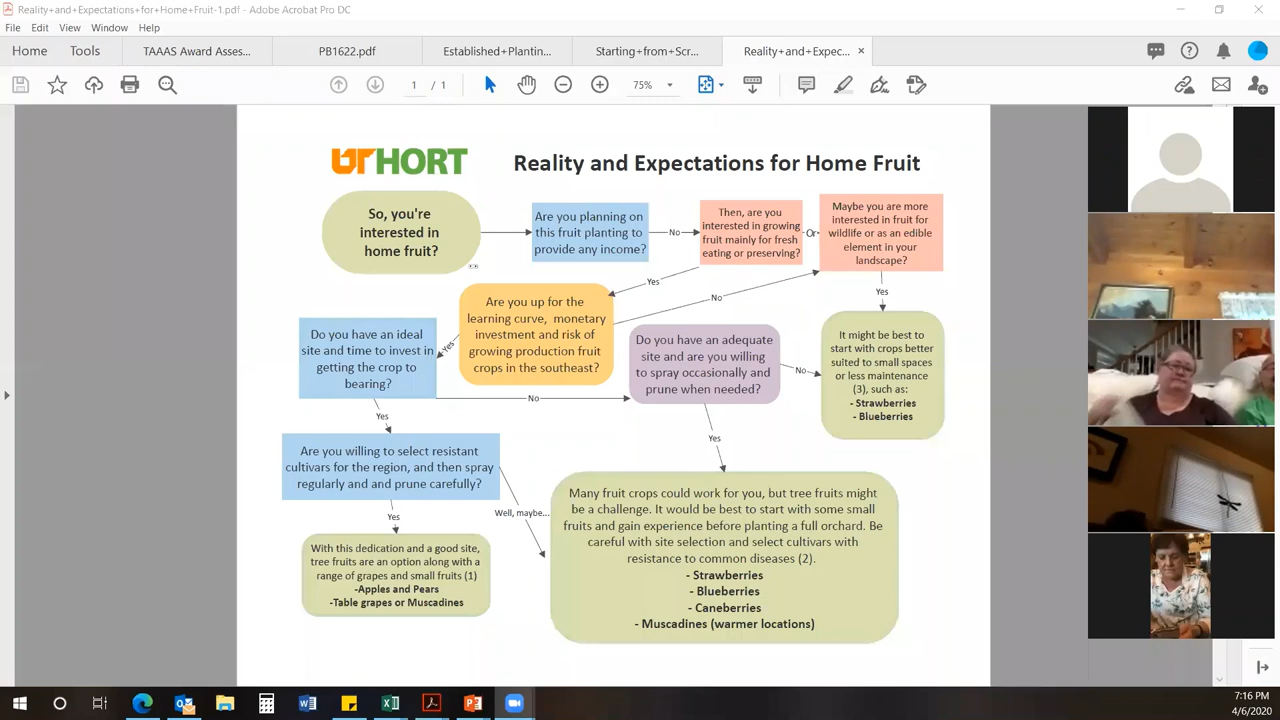 Reality+and+Expectations+for+Home+Fruit-1.pdf - Adobe Acrobat Pro DC
File Edit View Window Help
Home Tools TAAAS Award Asses... PB1622.pdf Established+Plantin... Starting+from+Scr... Reality+and+Expec... ×
1 / 1 75%
UTHORT
Reality and Expectations for Home Fruit
So, you're
interested in
home fruit?
Are you planning on
this fruit planting to
provide any income?
No
Then, are you
interested in growing
fruit mainly for fresh
eating or preserving?
Or
Maybe you are more
interested in fruit for
wildlife or as an edible
element in your
landscape?
Yes
No
Yes
Are you up for the
learning curve, monetary
investment and risk of
growing production fruit
crops in the southeast?
Yes
Do you have an ideal
site and time to invest in
getting the crop to
bearing?
No
Do you have an adequate
site and are you willing
to spray occasionally and
prune when needed?
No
It might be best to
start with crops better
suited to small spaces
or less maintenance
(3), such as:
- Strawberries
- Blueberries
Yes
Yes
Are you willing to select resistant
cultivars for the region, and then spray
regularly and and prune carefully?
Well, maybe...
Yes
With this dedication and a good site,
tree fruits are an option along with a
range of grapes and small fruits (1)
-Apples and Pears
-Table grapes or Muscadines
Many fruit crops could work for you, but tree fruits might
be a challenge. It would be best to start with some small
fruits and gain experience before planting a full orchard. Be
careful with site selection and select cultivars with
resistance to common diseases (2).
- Strawberries
- Blueberries
- Caneberries
- Muscadines (warmer locations)
7:16 PM
4/6/2020